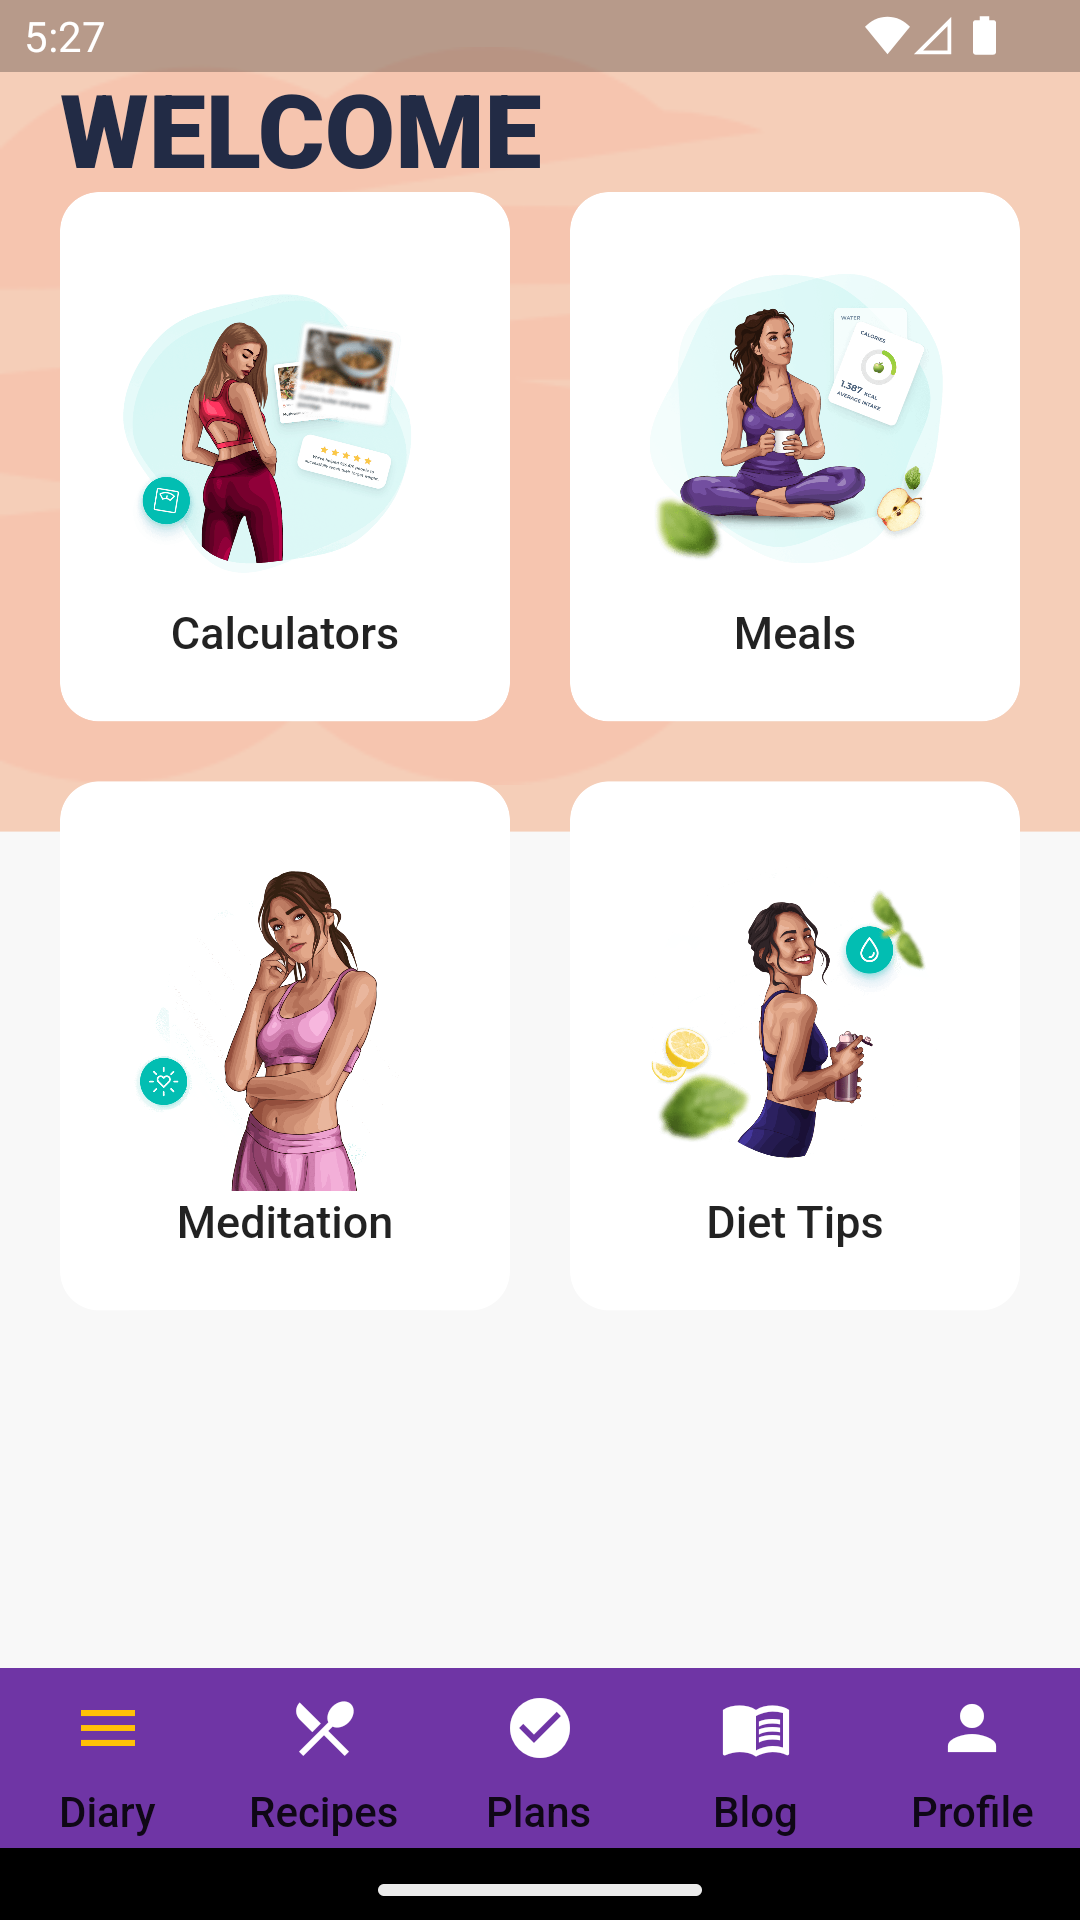 5:27
WELCOME
WATER
CALORIES
1.387 KCAL
AVERAGE INTAKE
Calculators
Meals
Meditation
Diet Tips
Diary
Recipes
Plans
Blog
Profile